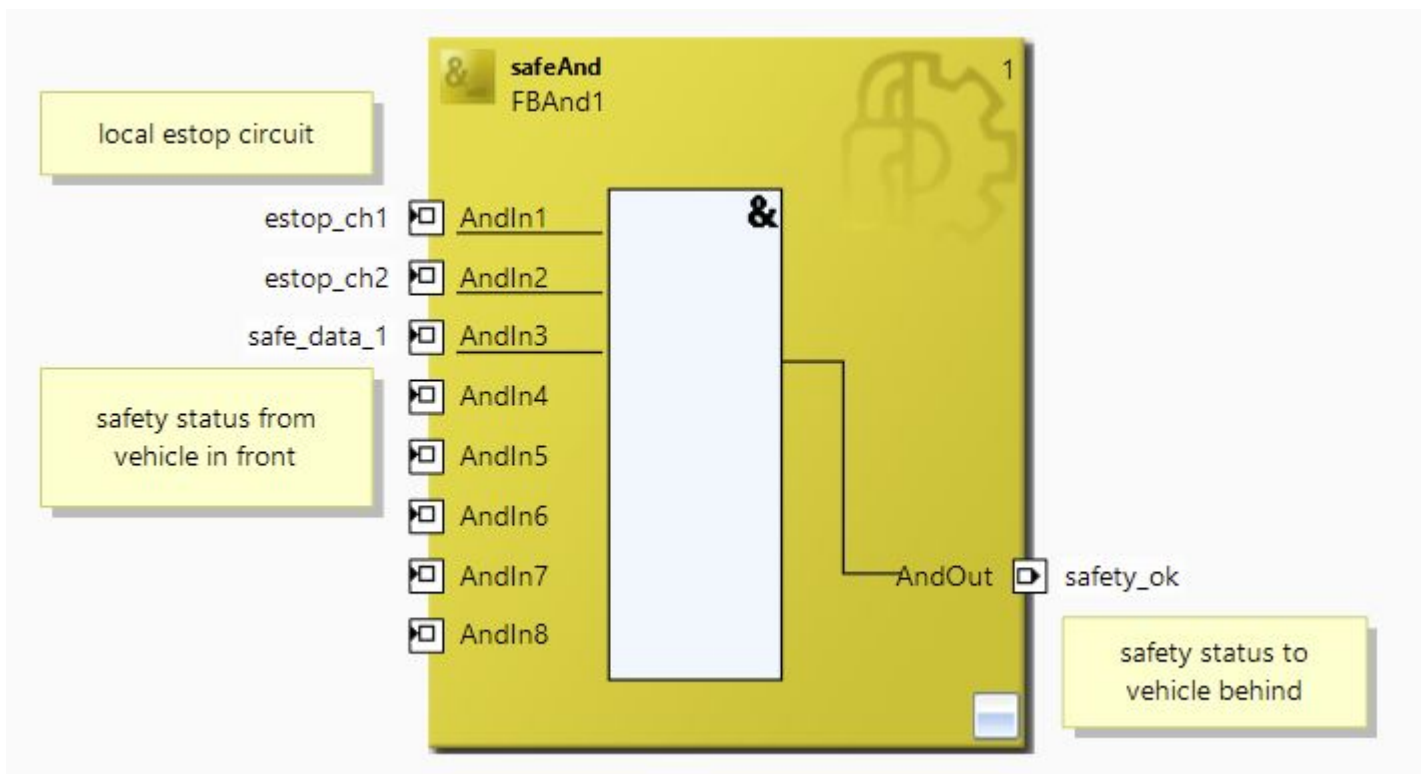 safeAnd
FBAnd1
1
local estop circuit
estop_ch1
AndIn1
&
estop_ch2
AndIn2
safe_data_1
AndIn3
safety status from
vehicle in front
AndIn4
AndIn5
AndIn6
AndIn7
AndIn8
AndOut
safety_ok
safety status to
vehicle behind